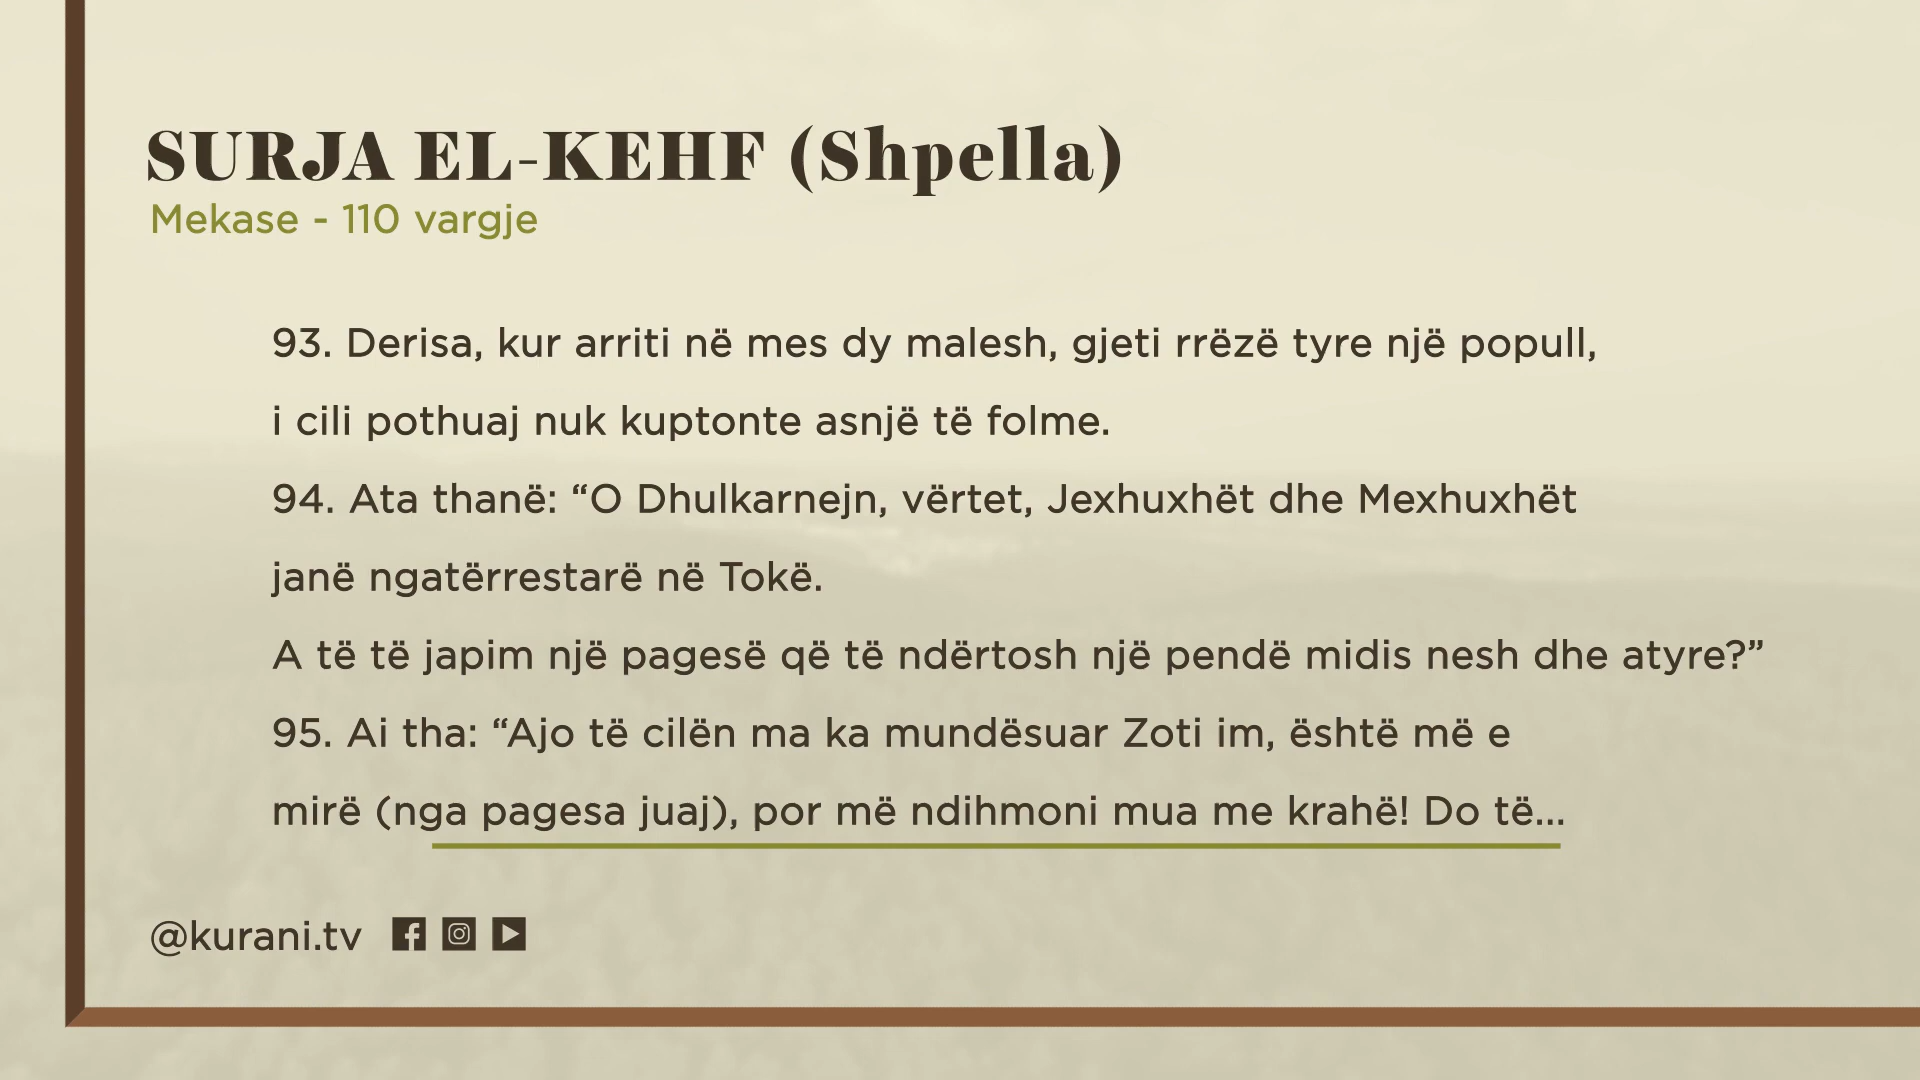 SURJA EL-KEHF (Shpella)
Mekase - 110 vargje
93. Derisa, kur arriti në mes dy malesh, gjeti rrëzë tyre një popull,
i cili pothuaj nuk kuptonte asnjë të folme.
94. Ata thanë: “O Dhulkarnejn, vërtet, Jexhuxhët dhe Mexhuxhët
janë ngatërrestarë në Tokë.
A të të japim një pagesë që të ndërtosh një pendë midis nesh dhe atyre?”
95. Ai tha: “Ajo të cilën ma ka mundësuar Zoti im, është më e
mirë (nga pagesa juaj), por më ndihmoni mua me krahë! Do të...
@kurani.tv